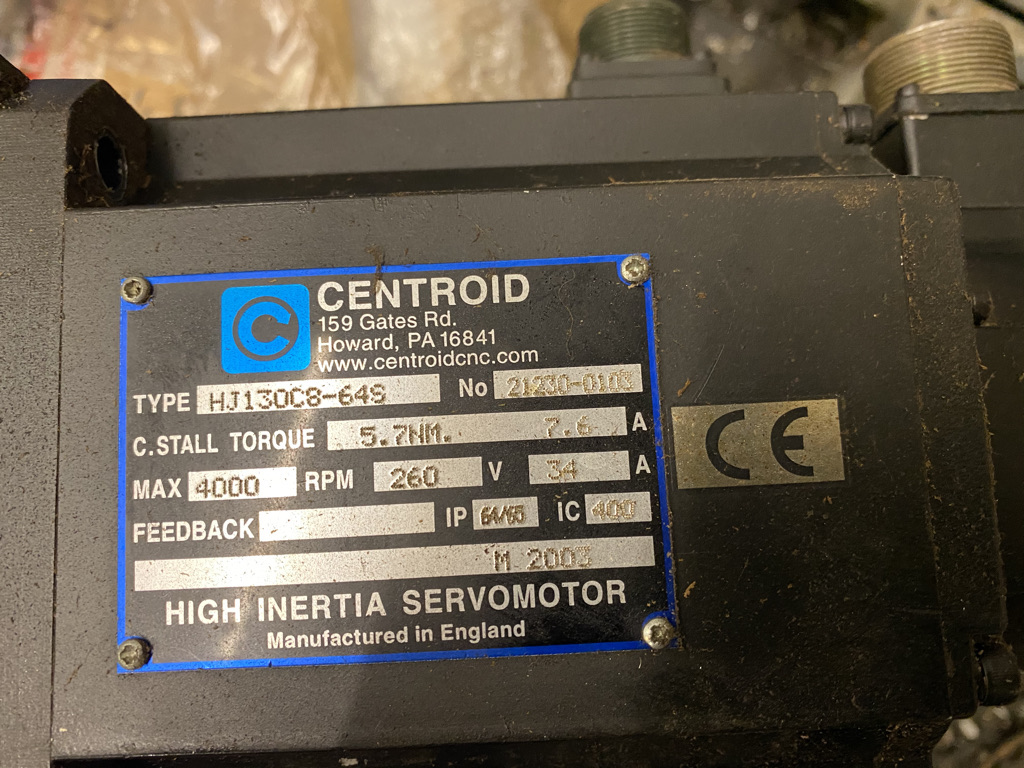 C CENTROID
159 Gates Rd.
Howard, PA 16841
www.centroidcnc.com
TYPE HJ130C8-64S No 21230-0103
C.STALL TORQUE 5.7NM. 7.6 A
MAX 4000 RPM 260 V 34 A
FEEDBACK IP 64/65 IC 400
M 2003
HIGH INERTIA SERVOMOTOR
Manufactured in England
CE